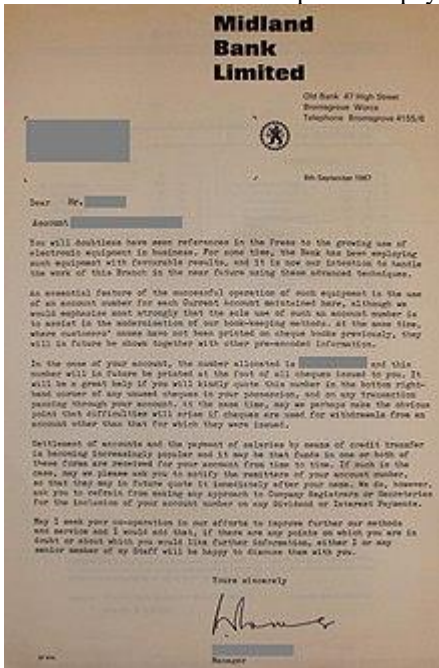 Midland
Bank
Limited
Old Bank 47 High Street
Bromsgrove Worcs
Telephone Bromsgrove 4155/6
8th September 1967
Dear Mr.
Account
You will doubtless have seen references in the Press to the growing use of
electronic equipment in business. For some time, the Bank has been employing
such equipment with favourable results, and it is now our intention to handle
the work of this Branch in the near future using these advanced techniques.
An essential feature of the successful operation of such equipment is the use
of an account number for each Current Account maintained here, although we
would emphasise most strongly that the sole use of such an account number is
to assist in the modernisation of our book-keeping methods. At the same time,
where customers' names have not been printed on cheque books previously, they
will in future be shown together with other pre-encoded information.
In the case of your account, the number allocated is and this
number will in future be printed at the foot of all cheques issued to you. It
will be a great help if you will kindly quote this number in the bottom right-
hand corner of any unused cheques in your possession, and on any transaction
passing through your account. At the same time, may we perhaps make the obvious
point that difficulties will arise if cheques are used for withdrawals from an
account other than that for which they were issued.
Settlement of accounts and the payment of salaries by means of credit transfer
is becoming increasingly popular and it may be that funds in one or both of
these forms are received for your account from time to time. If such is the
case, may we please ask you to notify the remitters of your account number,
so that they may in future quote it immediately after your name. We do, however,
ask you to refrain from making any approach to Company Registrars or Secretaries
for the inclusion of your account number on any Dividend or Interest Payments.
May I seek your co-operation in our efforts to improve further our methods
and service and I would add that, if there are any points on which you are in
doubt or about which you would like further information, either I or any
senior member of my Staff will be happy to discuss them with you.
Yours sincerely
Manager